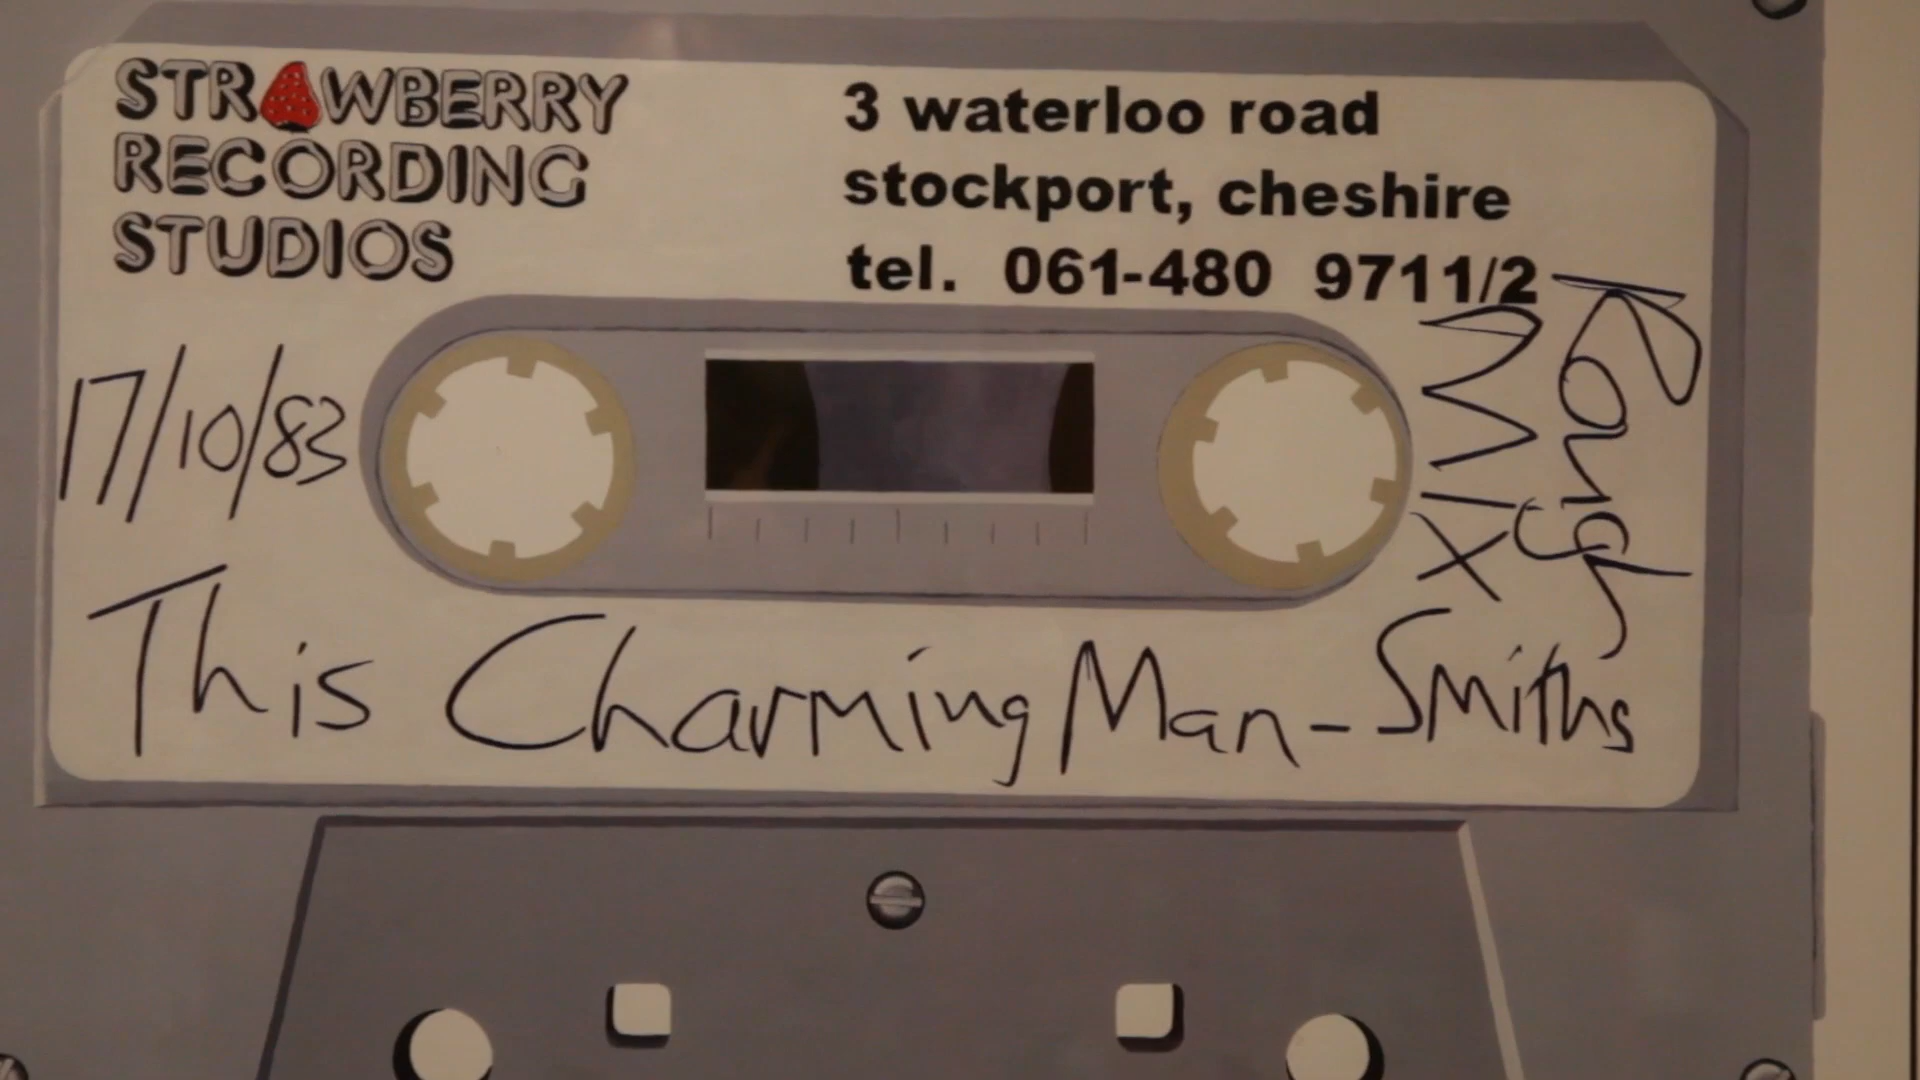 STRAWBERRY
RECORDING
STUDIOS
3 waterloo road
stockport, cheshire
tel. 061-480 9711/2
17/10/83
Rough
Mix
This Charming Man - Smiths